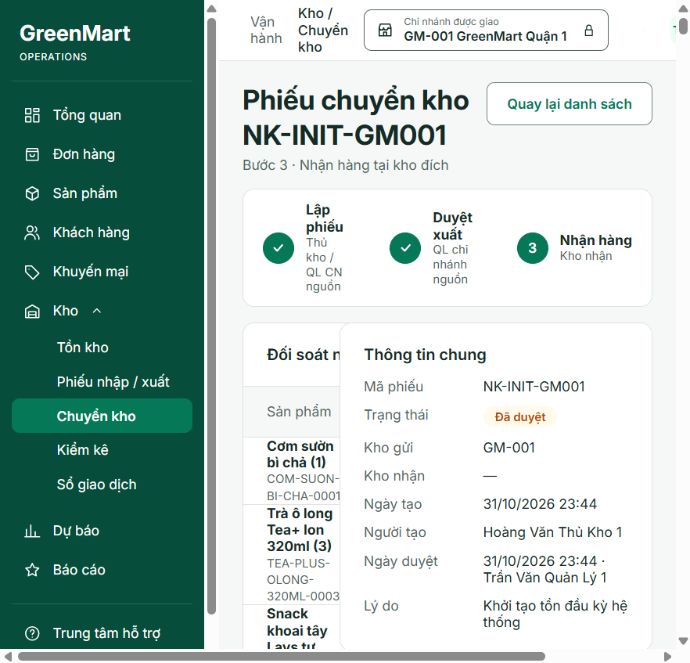 GreenMart
OPERATIONS
Tổng quan
Đơn hàng
Sản phẩm
Khách hàng
Khuyến mại
Kho
Tồn kho
Phiếu nhập / xuất
Chuyển kho
Kiểm kê
Sổ giao dịch
Dự báo
Báo cáo
Trung tâm hỗ trợ
Vận
hành
Kho /
Chuyển
kho
Chi nhánh được giao
GM-001 GreenMart Quận 1
Phiếu chuyển kho
NK-INIT-GM001
Bước 3 · Nhận hàng tại kho đích
Quay lại danh sách
Lập
phiếu
Thủ
kho /
QL CN
nguồn
Duyệt
xuất
QL chi
nhánh
nguồn
3
Nhận hàng
Kho nhận
Đối soát n
Sản phẩm
Cơm sườn
bì chả (1)
COM-SUON-
BI-CHA-0001
Trà ô long
Tea+ lon
320ml (3)
TEA-PLUS-
OLONG-
320ML-0003
Snack
khoai tây
Lays tự
Thông tin chung
Mã phiếu NK-INIT-GM001
Trạng thái Đã duyệt
Kho gửi GM-001
Kho nhận —
Ngày tạo 31/10/2026 23:44
Người tạo Hoàng Văn Thủ Kho 1
Ngày duyệt 31/10/2026 23:44 ·
Trần Văn Quản Lý 1
Lý do Khởi tạo tồn đầu kỳ hệ
thống